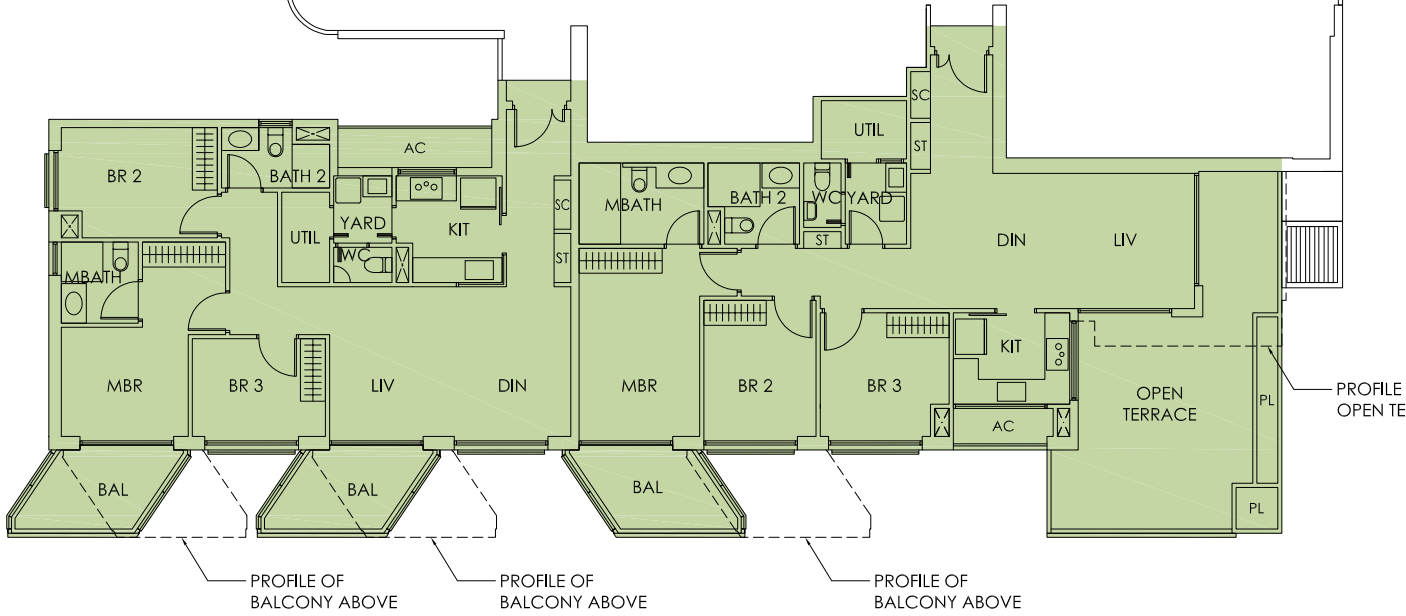 SC
UTIL
AC
ST
BR 2
BATH 2
MBATH
BATH 2
WC
YARD
SC
YARD
KIT
UTIL
WC
ST
ST
DIN
LIV
MBATH
KIT
MBR
BR 3
LIV
DIN
MBR
BR 2
BR 3
OPEN
TERRACE
PL
PROFILE
OPEN TE
AC
BAL
BAL
BAL
PL
PROFILE OF
BALCONY ABOVE
PROFILE OF
BALCONY ABOVE
PROFILE OF
BALCONY ABOVE